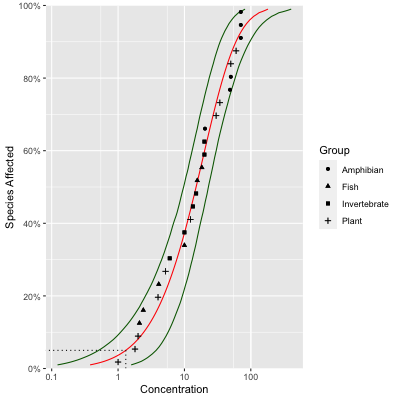 100%
80%
60%
40%
20%
0%
0.1
1
10
100
Species Affected
Concentration
Group
Amphibian
Fish
Invertebrate
Plant